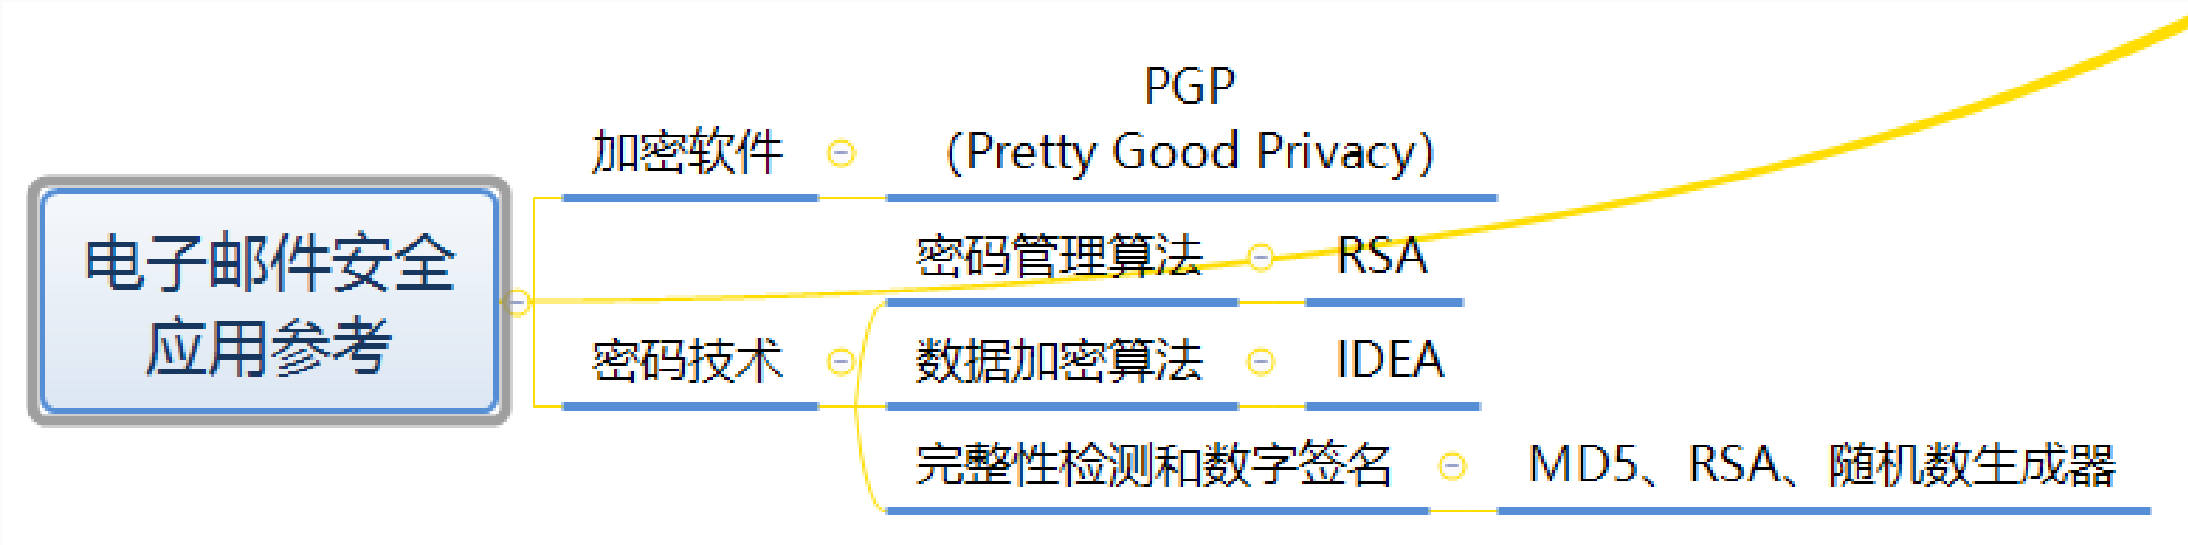 电子邮件安全
应用参考
加密软件
PGP
(Pretty Good Privacy)
密码技术
密码管理算法
RSA
数据加密算法
IDEA
完整性检测和数字签名
MD5、RSA、随机数生成器